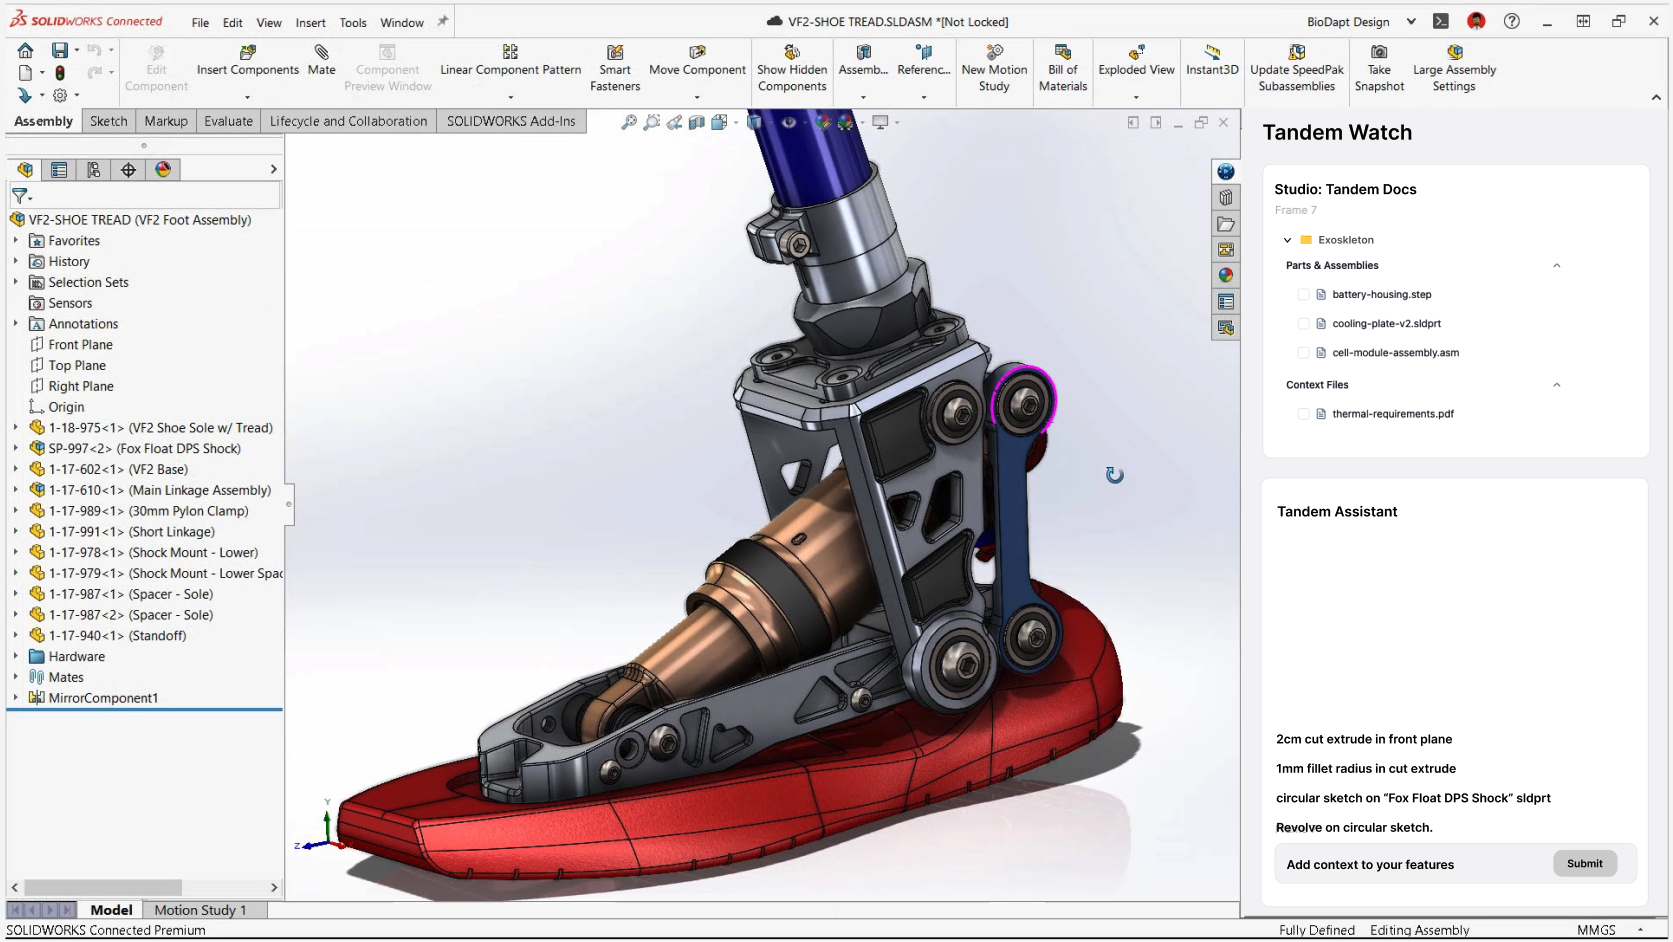 SOLIDWORKS Connected
File Edit View Insert Tools Window
VF2-SHOE TREAD.SLDASM *[Not Locked]
BioDapt Design
Edit Component
Insert Components
Mate
Component Preview Window
Linear Component Pattern
Smart Fasteners
Move Component
Show Hidden Components
Assemb...
Referenc...
New Motion Study
Bill of Materials
Exploded View
Instant3D
Update SpeedPak Subassemblies
Take Snapshot
Large Assembly Settings
Assembly Sketch Markup Evaluate Lifecycle and Collaboration SOLIDWORKS Add-Ins
VF2-SHOE TREAD (VF2 Foot Assembly)
Favorites
History
Selection Sets
Sensors
Annotations
Front Plane
Top Plane
Right Plane
Origin
1-18-975<1> (VF2 Shoe Sole w/ Tread)
SP-997<2> (Fox Float DPS Shock)
1-17-602<1> (VF2 Base)
1-17-610<1> (Main Linkage Assembly)
1-17-989<1> (30mm Pylon Clamp)
1-17-991<1> (Short Linkage)
1-17-978<1> (Shock Mount - Lower)
1-17-979<1> (Shock Mount - Lower Spac
1-17-987<1> (Spacer - Sole)
1-17-987<2> (Spacer - Sole)
1-17-940<1> (Standoff)
Hardware
Mates
MirrorComponent1
Y
Z
Model Motion Study 1
SOLIDWORKS Connected Premium
Tandem Watch
Studio: Tandem Docs
Frame 7
Exoskleton
Parts & Assemblies
battery-housing.step
cooling-plate-v2.sldprt
cell-module-assembly.asm
Context Files
thermal-requirements.pdf
Tandem Assistant
2cm cut extrude in front plane
1mm fillet radius in cut extrude
circular sketch on “Fox Float DPS Shock” sldprt
Revolve on circular sketch.
Add context to your features
Submit
Fully Defined Editing Assembly MMGS